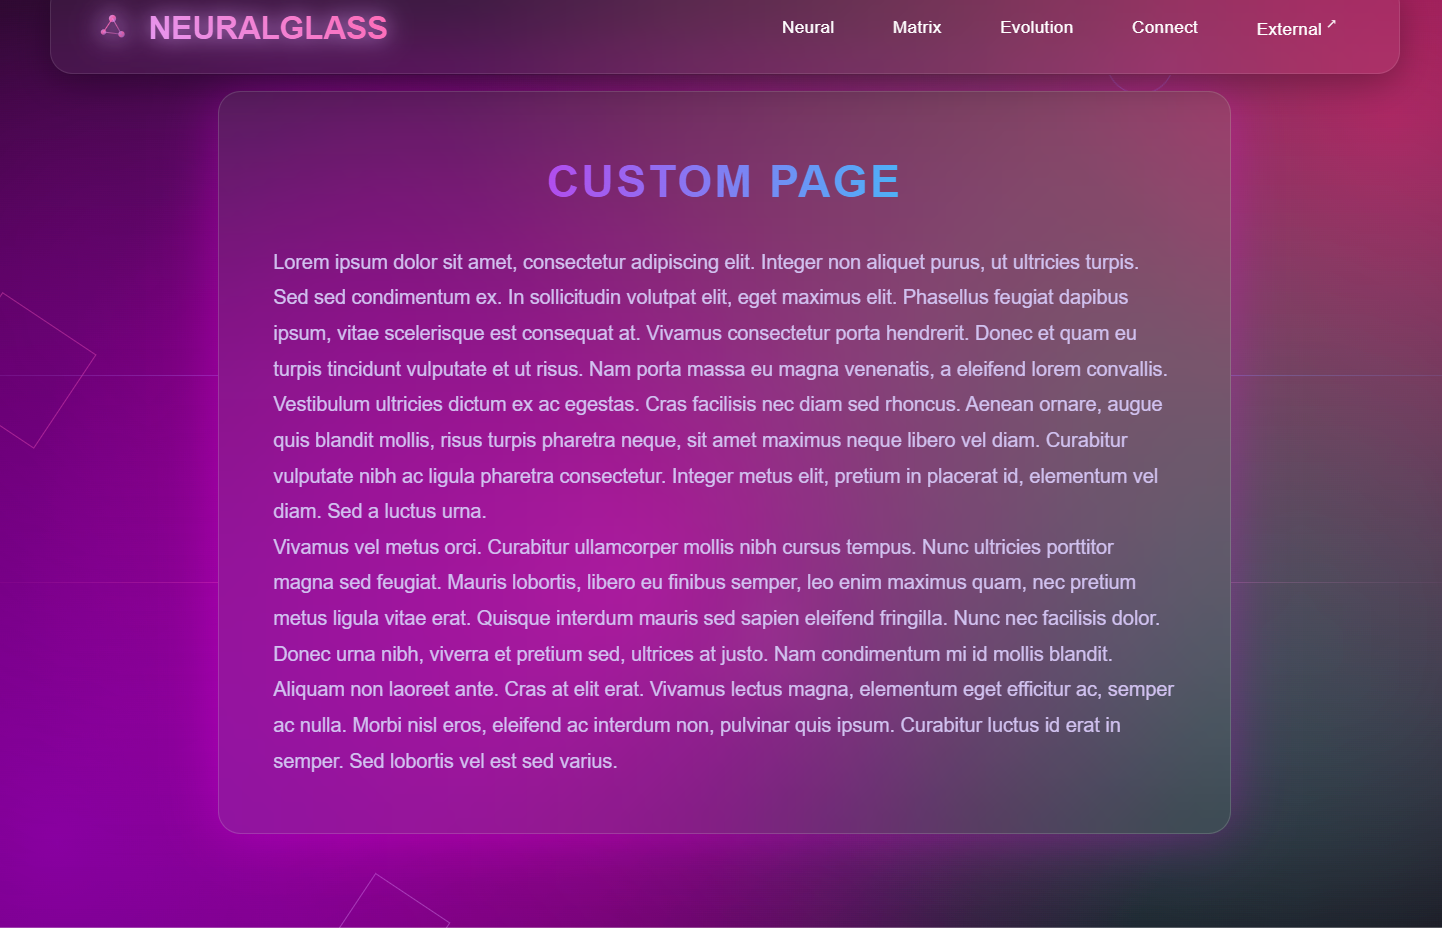 NEURALGLASS
Neural
Matrix
Evolution
Connect
External ↗
CUSTOM PAGE
Lorem ipsum dolor sit amet, consectetur adipiscing elit. Integer non aliquet purus, ut ultricies turpis.
Sed sed condimentum ex. In sollicitudin volutpat elit, eget maximus elit. Phasellus feugiat dapibus
ipsum, vitae scelerisque est consequat at. Vivamus consectetur porta hendrerit. Donec et quam eu
turpis tincidunt vulputate et ut risus. Nam porta massa eu magna venenatis, a eleifend lorem convallis.
Vestibulum ultricies dictum ex ac egestas. Cras facilisis nec diam sed rhoncus. Aenean ornare, augue
quis blandit mollis, risus turpis pharetra neque, sit amet maximus neque libero vel diam. Curabitur
vulputate nibh ac ligula pharetra consectetur. Integer metus elit, pretium in placerat id, elementum vel
diam. Sed a luctus urna.
Vivamus vel metus orci. Curabitur ullamcorper mollis nibh cursus tempus. Nunc ultricies porttitor
magna sed feugiat. Mauris lobortis, libero eu finibus semper, leo enim maximus quam, nec pretium
metus ligula vitae erat. Quisque interdum mauris sed sapien eleifend fringilla. Nunc nec facilisis dolor.
Donec urna nibh, viverra et pretium sed, ultrices at justo. Nam condimentum mi id mollis blandit.
Aliquam non laoreet ante. Cras at elit erat. Vivamus lectus magna, elementum eget efficitur ac, semper
ac nulla. Morbi nisl eros, eleifend ac interdum non, pulvinar quis ipsum. Curabitur luctus id erat in
semper. Sed lobortis vel est sed varius.